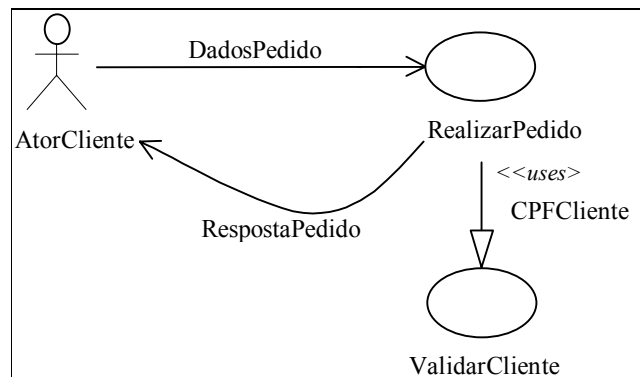 DadosPedido
AtorCliente
RealizarPedido
<<uses>
CPFCliente
RespostaPedido
ValidarCliente